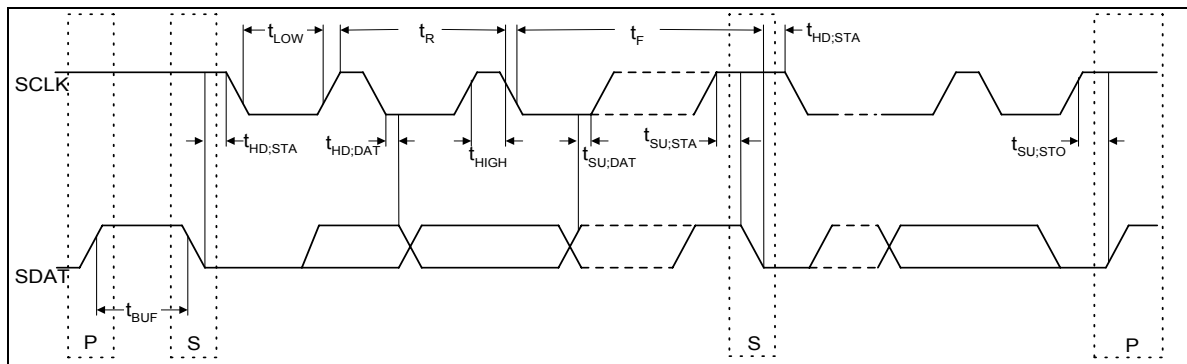 t_LOW t_R t_F t_HD;STA
SCLK
t_HD;STA t_HD;DAT t_HIGH t_SU;DAT t_SU;STA t_SU;STO
SDAT
t_BUF
P S S P